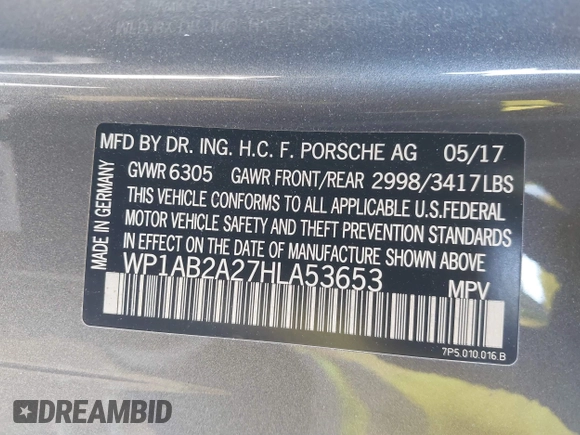 MFD BY DR. ING. H.C. F. PORSCHE AG 05/17
GVWR 6305 GAWR FRONT/REAR 2998/3417LBS
THIS VEHICLE CONFORMS TO ALL APPLICABLE U.S.FEDERAL
MOTOR VEHICLE SAFETY AND THEFT PREVENTION STANDARDS
IN EFFECT ON THE DATE OF MANUFACTURE SHOWN ABOVE.
WP1AB2A27HLA53653 MPV
MADE IN GERMANY
7P5.010.016.B
DREAMBID